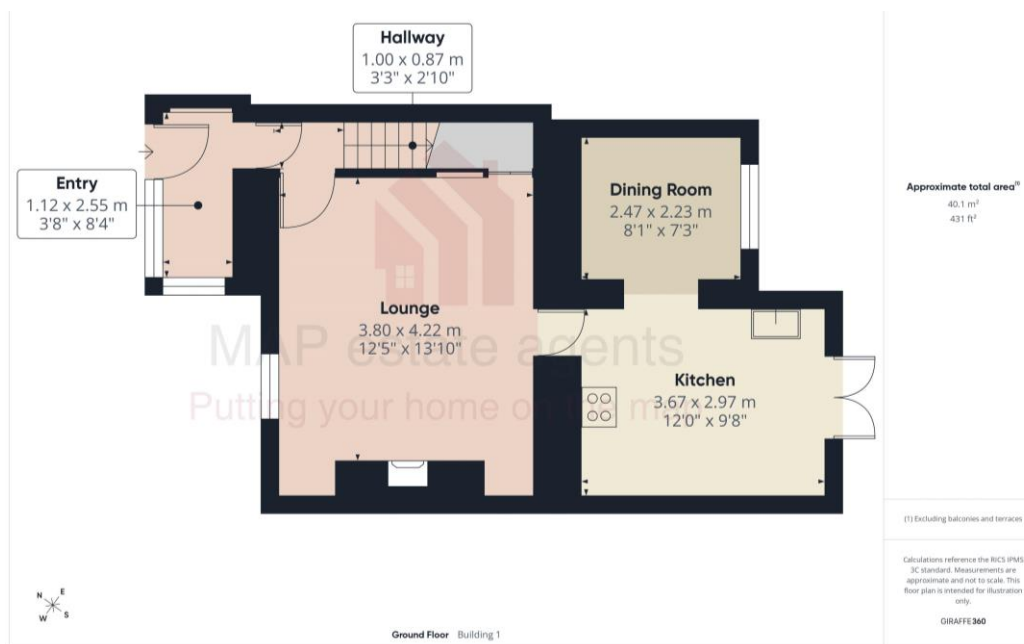 Hallway
1.00 x 0.87 m
3'3" x 2'10"
Entry
1.12 x 2.55 m
3'8" x 8'4"
Dining Room
2.47 x 2.23 m
8'1" x 7'3"
Lounge
3.80 x 4.22 m
12'5" x 13'10"
Kitchen
3.67 x 2.97 m
12'0" x 9'8"
MAP estate agents
Putting your home on the map
Approximate total area⁽¹⁾
40.1 m²
431 ft²
(1) Excluding balconies and terraces
Calculations reference the RICS IPMS
3C standard. Measurements are
approximate and not to scale. This
floor plan is intended for illustration
only.
GIRAFFE360
N E
W S
Ground Floor Building 1